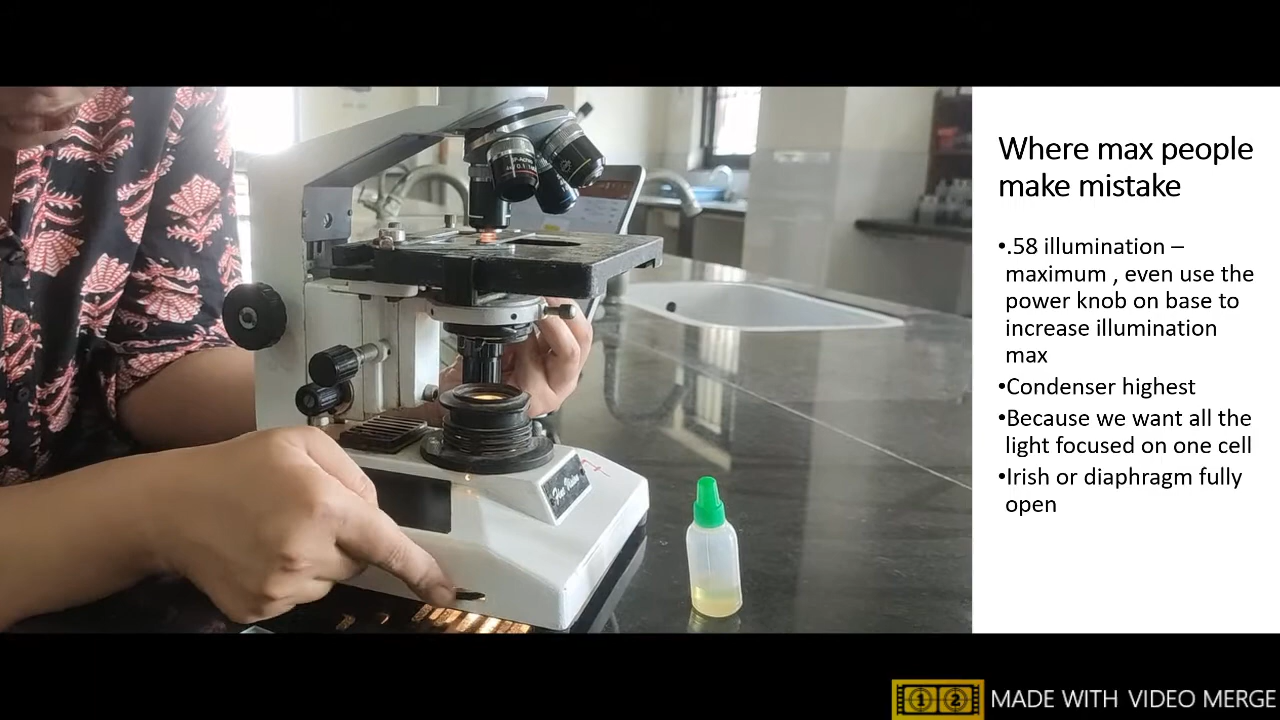 Where max people
make mistake
•.58 illumination –
maximum , even use the
power knob on base to
increase illumination
max
•Condenser highest
•Because we want all the
light focused on one cell
•Irish or diaphragm fully
open
1 2 MADE WITH VIDEO MERGE